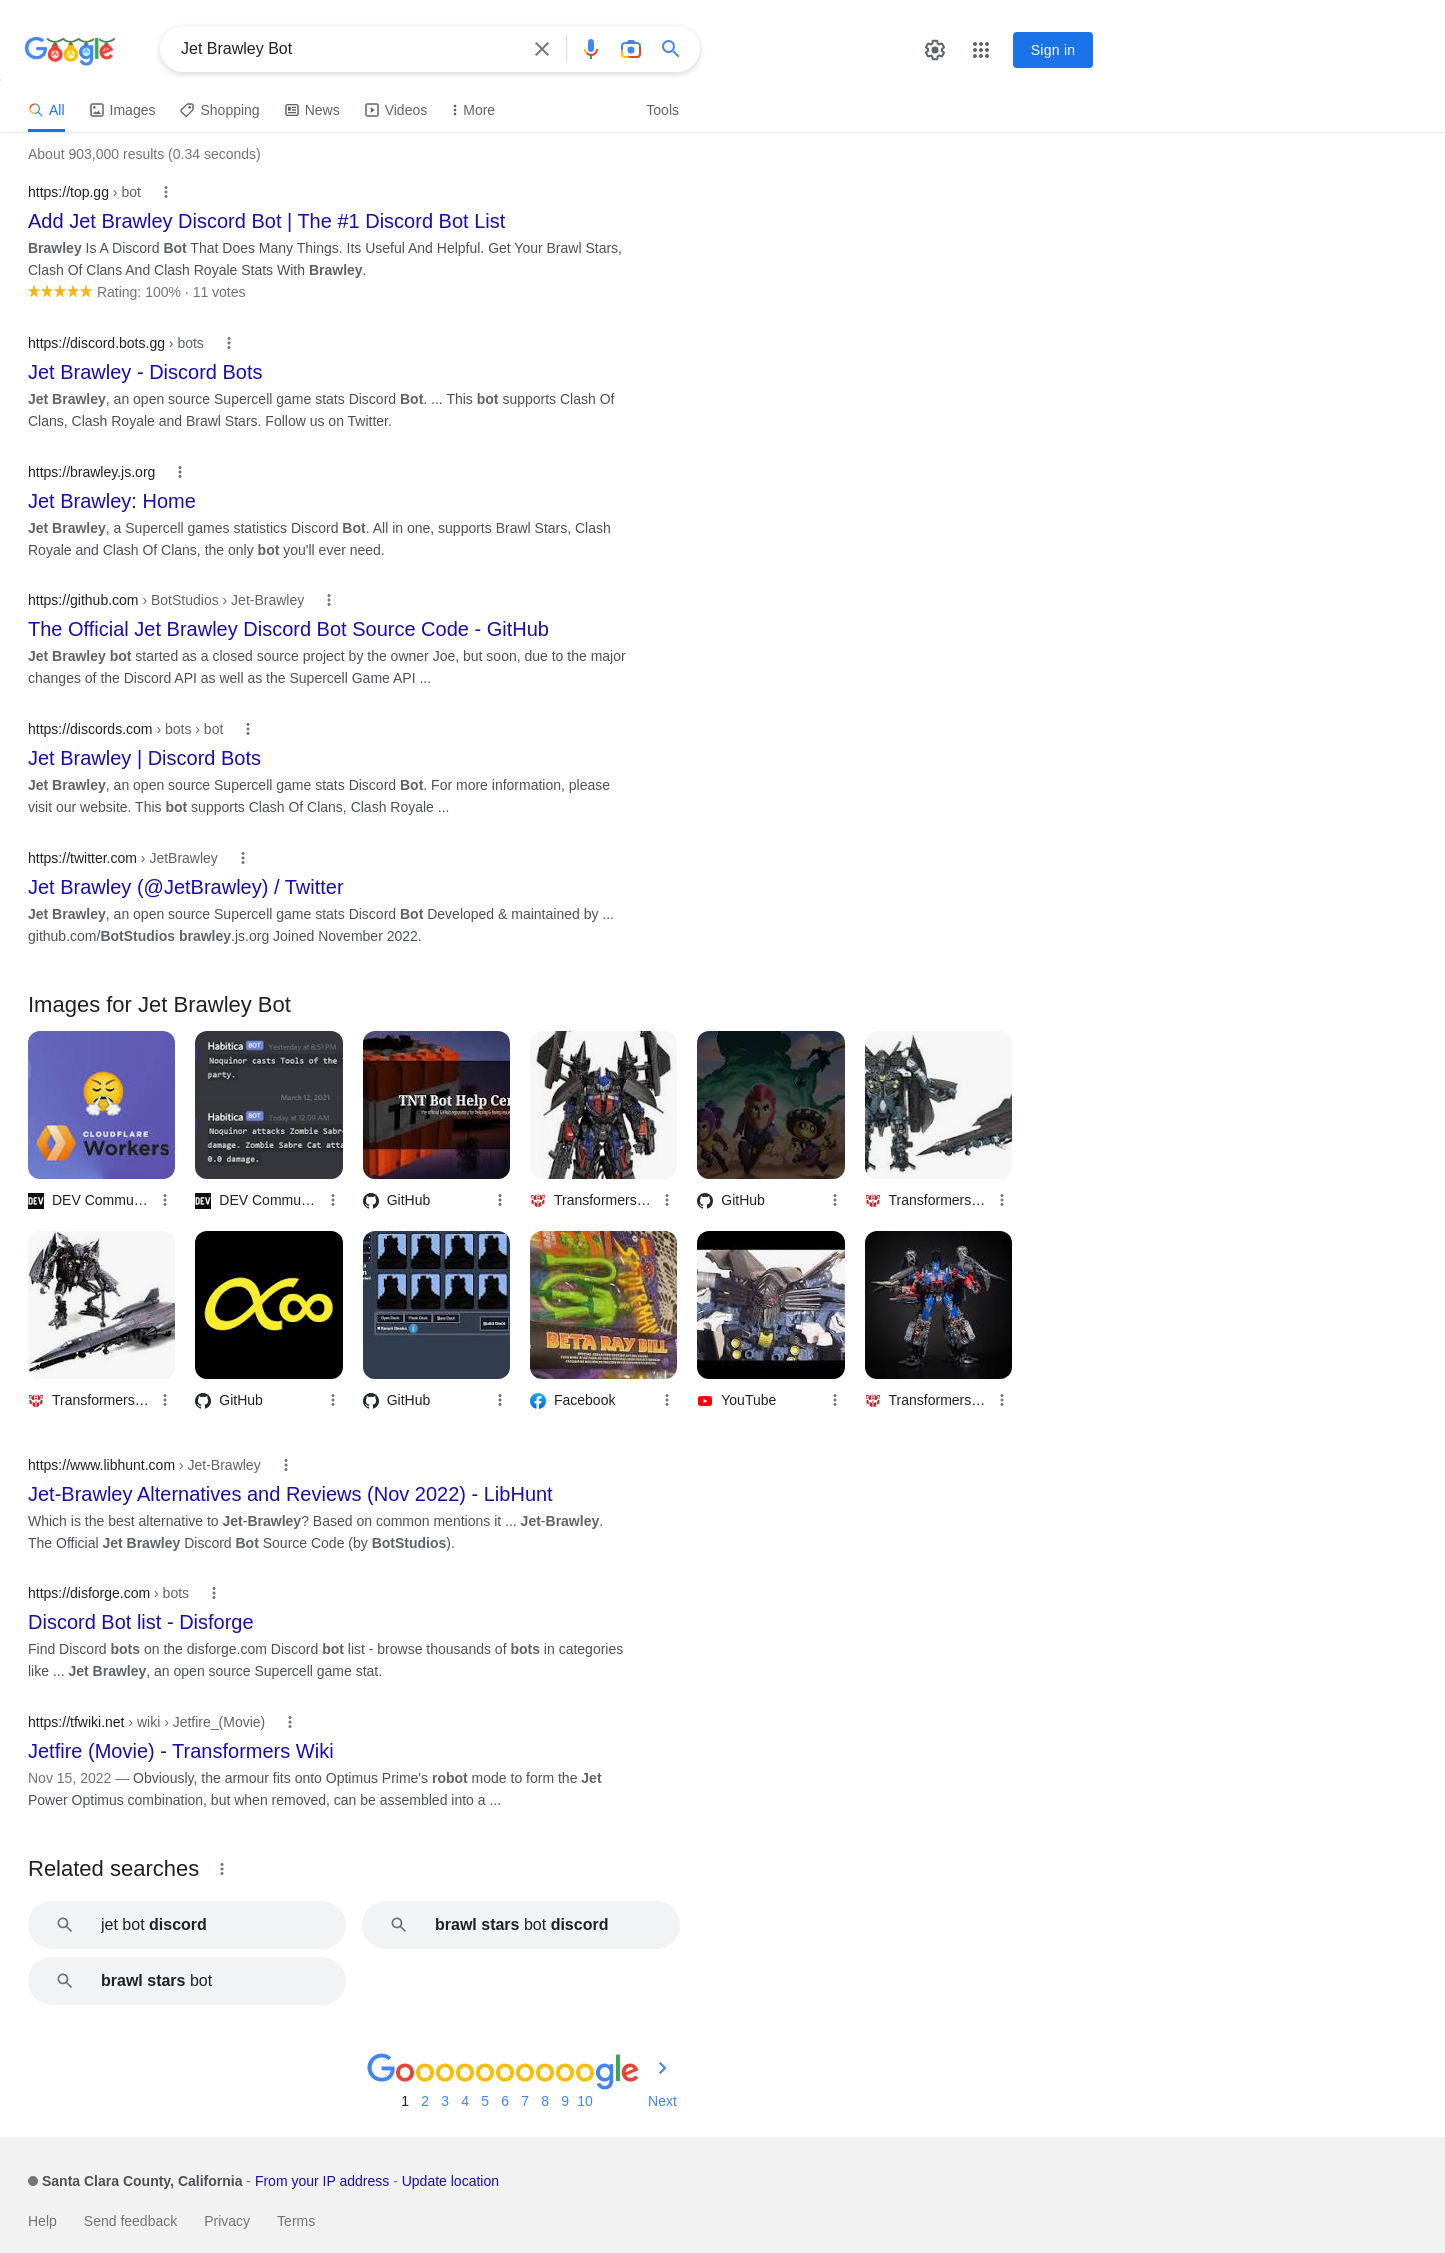 Google
Jet Brawley Bot
Sign in
All
Images
Shopping
News
Videos
More
Tools
About 903,000 results (0.34 seconds)
https://top.gg › bot
Add Jet Brawley Discord Bot | The #1 Discord Bot List
Brawley Is A Discord Bot That Does Many Things. Its Useful And Helpful. Get Your Brawl Stars,
Clash Of Clans And Clash Royale Stats With Brawley.
Rating: 100% · 11 votes
https://discord.bots.gg › bots
Jet Brawley - Discord Bots
Jet Brawley, an open source Supercell game stats Discord Bot. ... This bot supports Clash Of
Clans, Clash Royale and Brawl Stars. Follow us on Twitter.
https://brawley.js.org
Jet Brawley: Home
Jet Brawley, a Supercell games statistics Discord Bot. All in one, supports Brawl Stars, Clash
Royale and Clash Of Clans, the only bot you'll ever need.
https://github.com › BotStudios › Jet-Brawley
The Official Jet Brawley Discord Bot Source Code - GitHub
Jet Brawley bot started as a closed source project by the owner Joe, but soon, due to the major
changes of the Discord API as well as the Supercell Game API ...
https://discords.com › bots › bot
Jet Brawley | Discord Bots
Jet Brawley, an open source Supercell game stats Discord Bot. For more information, please
visit our website. This bot supports Clash Of Clans, Clash Royale ...
https://twitter.com › JetBrawley
Jet Brawley (@JetBrawley) / Twitter
Jet Brawley, an open source Supercell game stats Discord Bot Developed & maintained by ...
github.com/BotStudios brawley.js.org Joined November 2022.
Images for Jet Brawley Bot
CLOUDFLARE
Workers
Habitica BOT Yesterday at 8:51 PM
Noquinor casts Tools of the
party.
March 12, 2021
Habitica BOT Today at 12:09 AM
Noquinor attacks Zombie Sabr
damage. Zombie Sabre Cat atta
0.0 damage.
TNT Bot Help Cen
DEV Commu...
DEV Commu...
GitHub
Transformers...
GitHub
Transformers...
BETA RAY BILL
Transformers...
GitHub
GitHub
Facebook
YouTube
Transformers...
https://www.libhunt.com › Jet-Brawley
Jet-Brawley Alternatives and Reviews (Nov 2022) - LibHunt
Which is the best alternative to Jet-Brawley? Based on common mentions it ... Jet-Brawley.
The Official Jet Brawley Discord Bot Source Code (by BotStudios).
https://disforge.com › bots
Discord Bot list - Disforge
Find Discord bots on the disforge.com Discord bot list - browse thousands of bots in categories
like ... Jet Brawley, an open source Supercell game stat.
https://tfwiki.net › wiki › Jetfire_(Movie)
Jetfire (Movie) - Transformers Wiki
Nov 15, 2022 — Obviously, the armour fits onto Optimus Prime's robot mode to form the Jet
Power Optimus combination, but when removed, can be assembled into a ...
Related searches
jet bot discord
brawl stars bot discord
brawl stars bot
Goooooooooogle
1 2 3 4 5 6 7 8 9 10 Next
Santa Clara County, California - From your IP address - Update location
Help Send feedback Privacy Terms